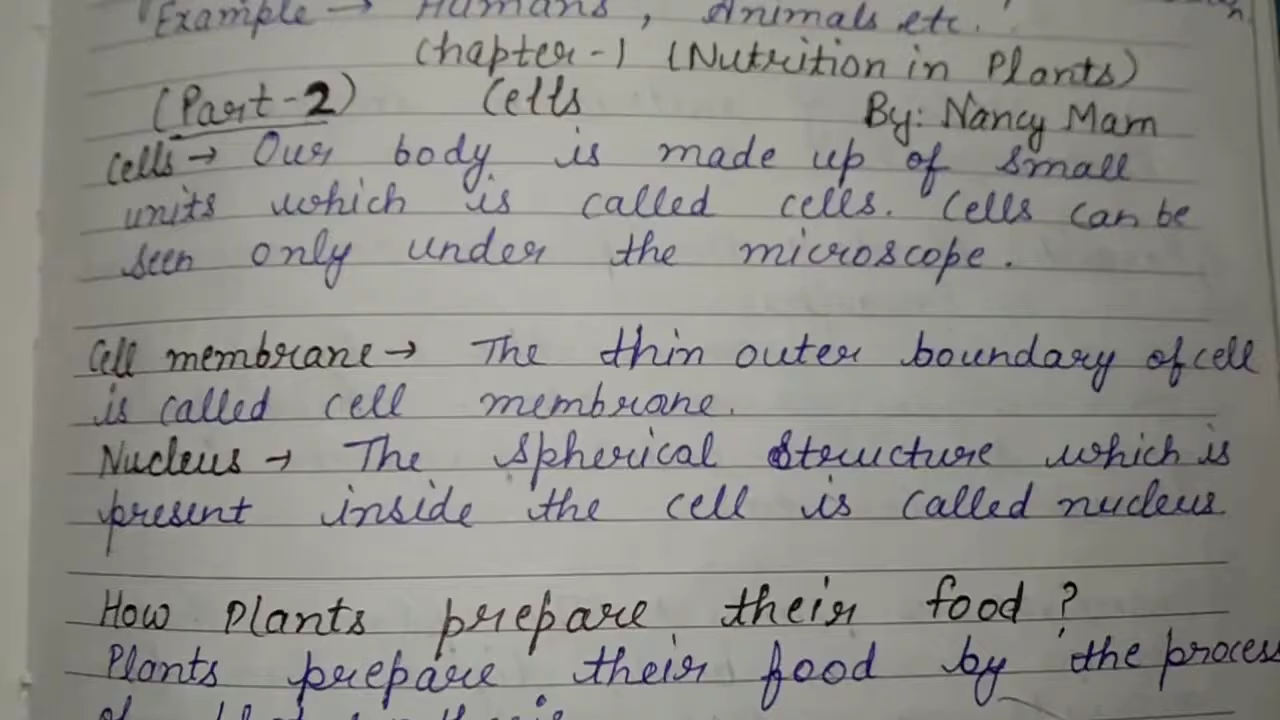 Example → Humans, Animals etc.
Chapter-1 (Nutrition in Plants)
(Part-2) Cells By: Nancy Mam
Cells → Our body is made up of small
units which is called cells. Cells can be
seen only under the microscope.
Cell membrane → The thin outer boundary of cell
is called cell membrane.
Nucleus → The spherical structure which is
present inside the cell is called nucleus
How Plants prepare their food?
Plants prepare their food by the process